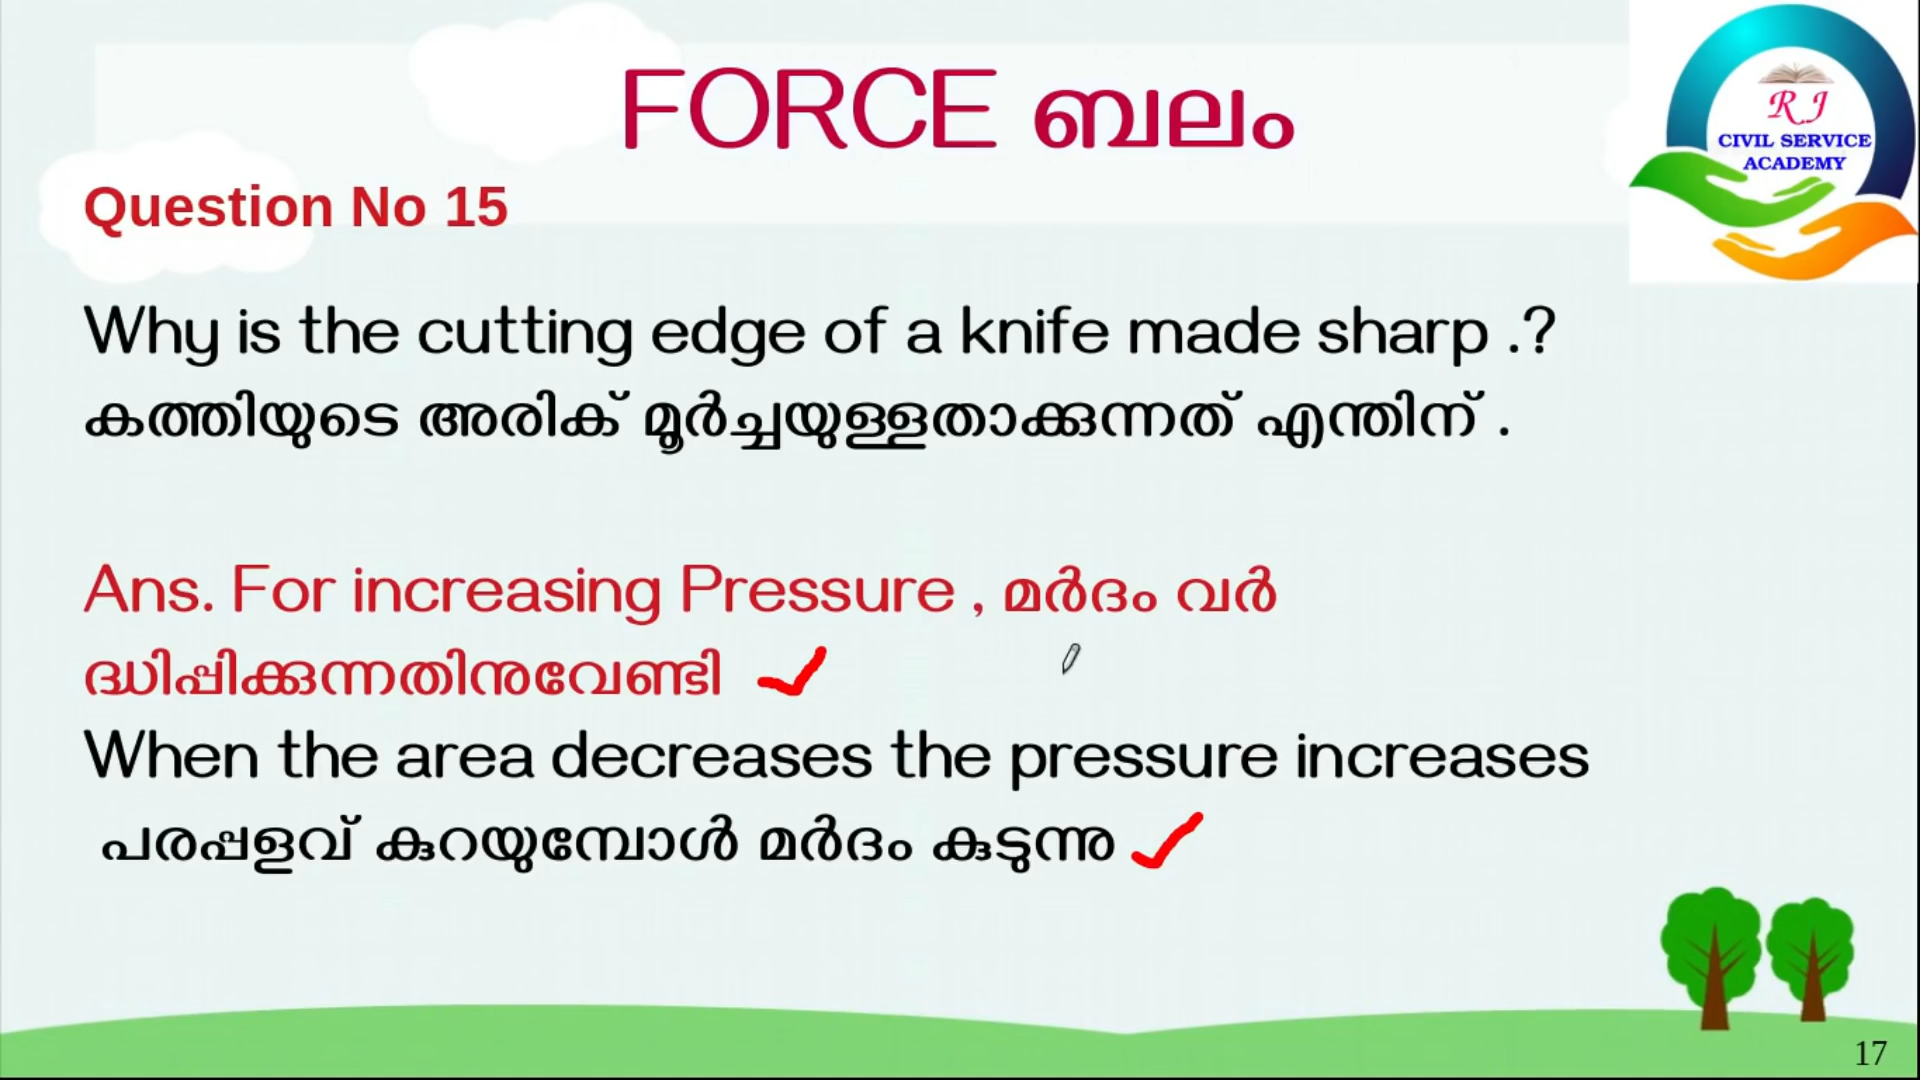 FORCE ബലം
R J
CIVIL SERVICE
ACADEMY
Question No 15
Why is the cutting edge of a knife made sharp .?
കത്തിയുടെ അരിക് മൂർച്ചയുള്ളതാക്കുന്നത് എന്തിന് .
Ans. For increasing Pressure , മർദം വർ
ദ്ധിപ്പിക്കുന്നതിനുവേണ്ടി
When the area decreases the pressure increases
പരപ്പളവ് കുറയുമ്പോൾ മർദം കുടുന്നു
17